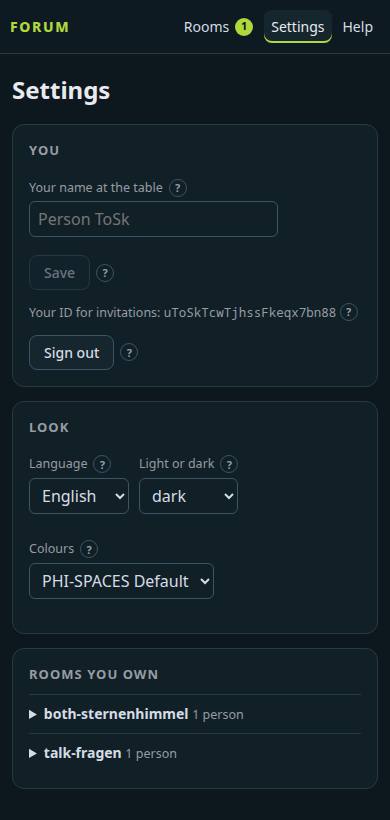 FORUM Rooms 1 Settings Help
Settings
YOU
Your name at the table ?
Person ToSk
Save ?
Your ID for invitations: uToSkTcwTjhssFkeqx7bn88 ?
Sign out ?
LOOK
Language ? Light or dark ?
English dark
Colours ?
PHI-SPACES Default
ROOMS YOU OWN
both-sternenhimmel 1 person
talk-fragen 1 person